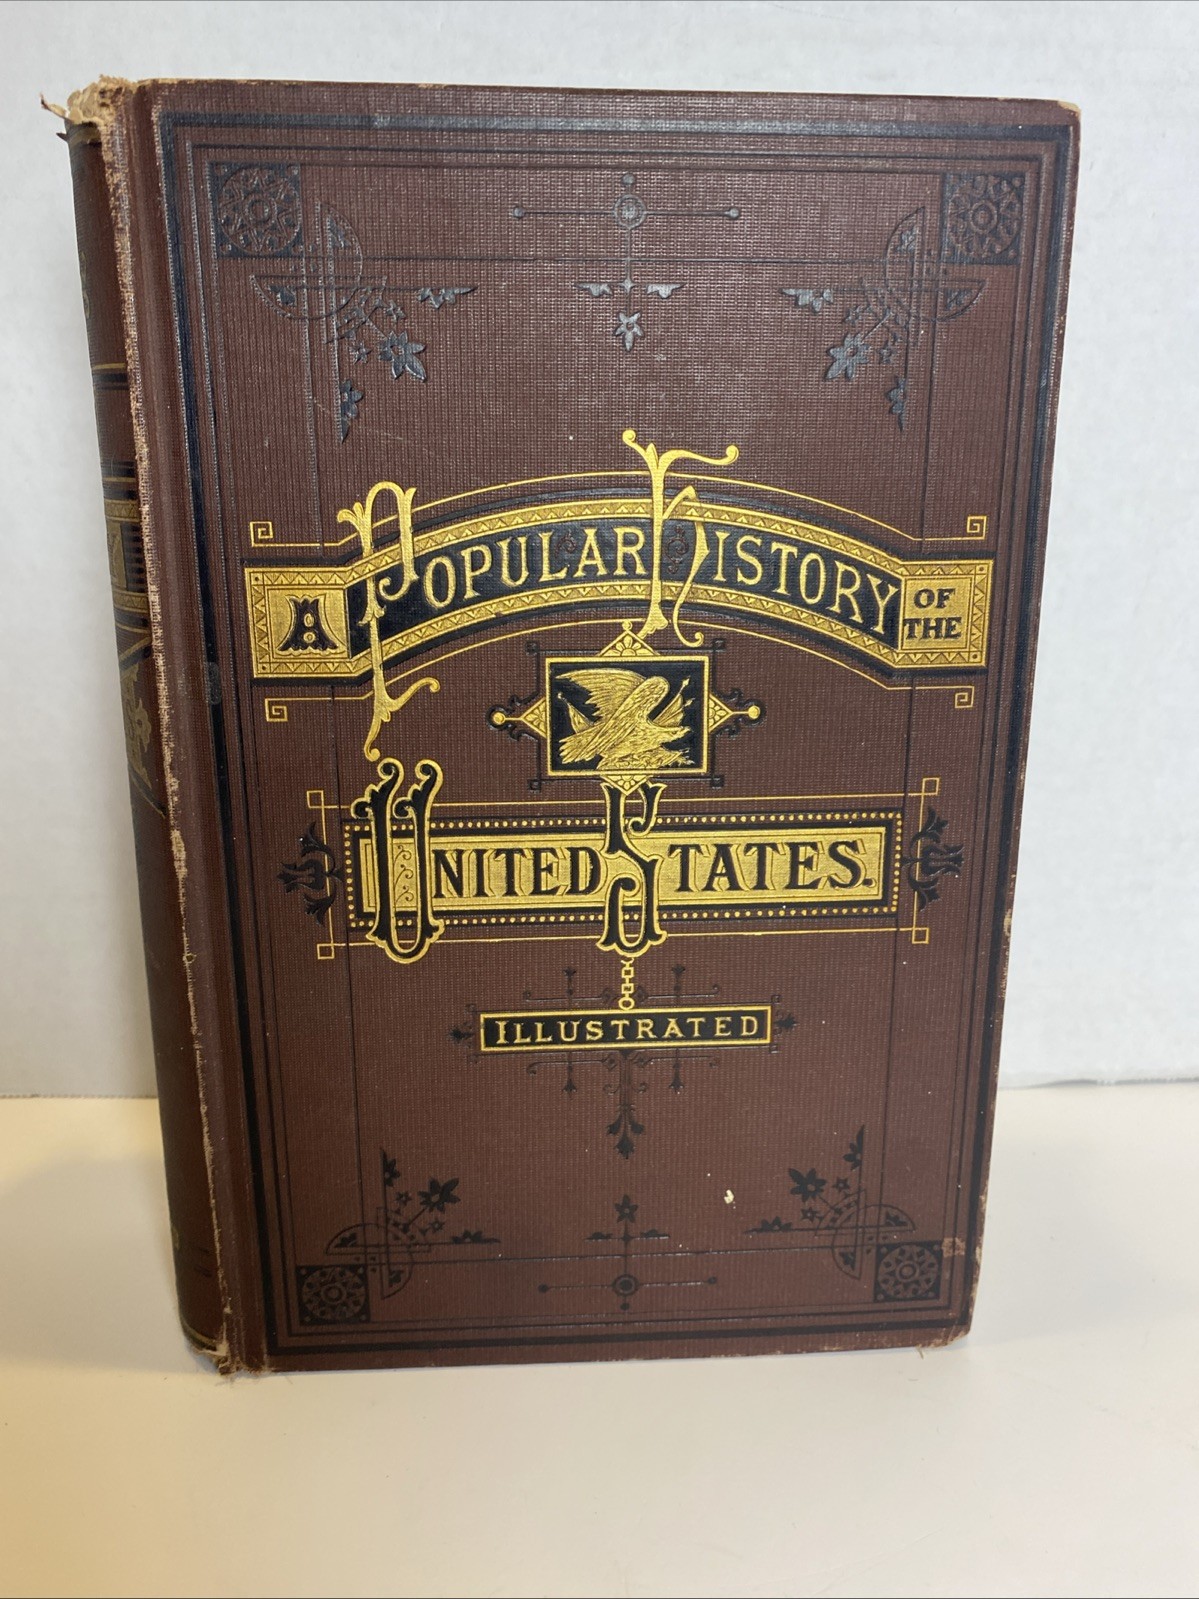 A POPULAR HISTORY OF THE
UNITED STATES.
ILLUSTRATED